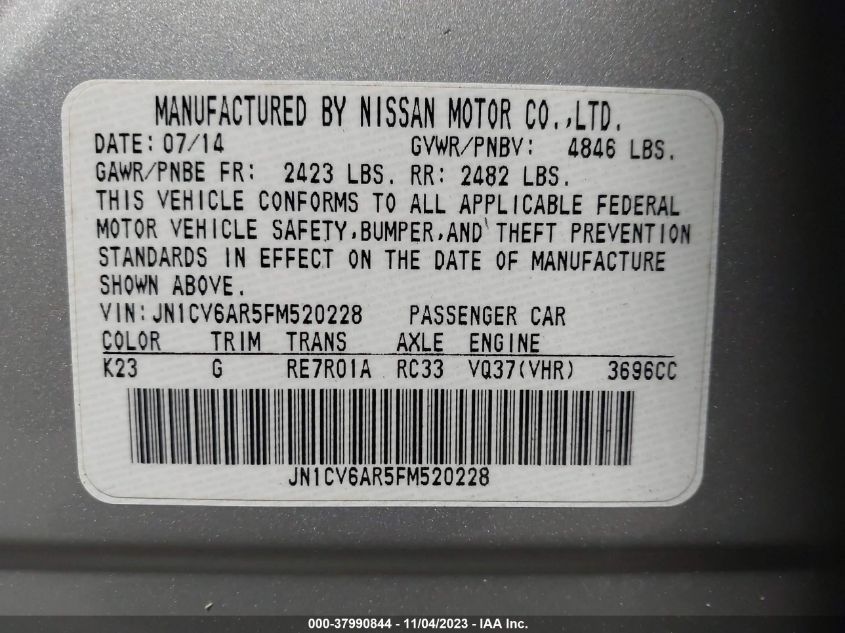 MANUFACTURED BY NISSAN MOTOR CO.,LTD.
DATE: 07/14 GVWR/PNBV: 4846 LBS.
GAWR/PNBE FR: 2423 LBS. RR: 2482 LBS.
THIS VEHICLE CONFORMS TO ALL APPLICABLE FEDERAL
MOTOR VEHICLE SAFETY,BUMPER,AND THEFT PREVENTION
STANDARDS IN EFFECT ON THE DATE OF MANUFACTURE
SHOWN ABOVE.
VIN: JN1CV6AR5FM520228 PASSENGER CAR
COLOR TRIM TRANS AXLE ENGINE
K23 G RE7R01A RC33 VQ37(VHR) 3696CC
JN1CV6AR5FM520228
000-37990844 - 11/04/2023 - IAA Inc.